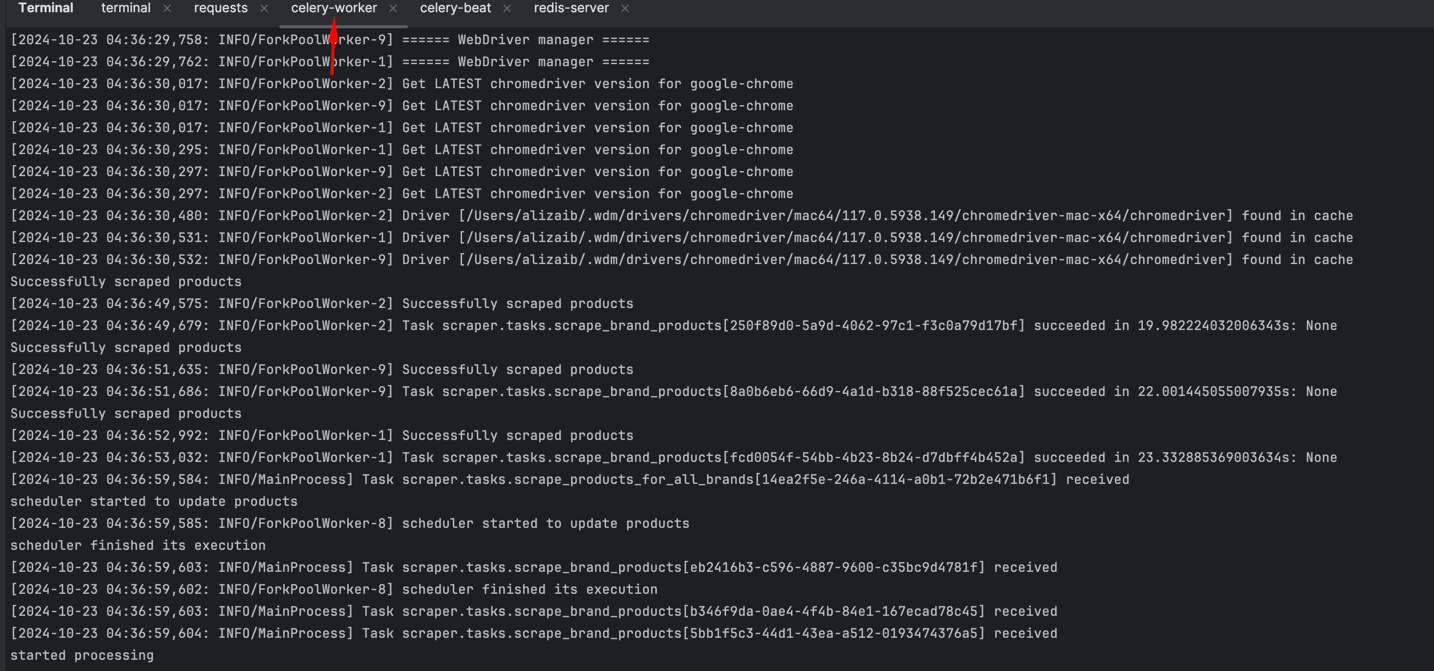 Terminal terminal × requests × celery-worker × celery-beat × redis-server ×
[2024-10-23 04:36:29,758: INFO/ForkPoolWorker-9] ====== WebDriver manager ======
[2024-10-23 04:36:29,762: INFO/ForkPoolWorker-1] ====== WebDriver manager ======
[2024-10-23 04:36:30,017: INFO/ForkPoolWorker-2] Get LATEST chromedriver version for google-chrome
[2024-10-23 04:36:30,017: INFO/ForkPoolWorker-9] Get LATEST chromedriver version for google-chrome
[2024-10-23 04:36:30,017: INFO/ForkPoolWorker-1] Get LATEST chromedriver version for google-chrome
[2024-10-23 04:36:30,295: INFO/ForkPoolWorker-1] Get LATEST chromedriver version for google-chrome
[2024-10-23 04:36:30,297: INFO/ForkPoolWorker-9] Get LATEST chromedriver version for google-chrome
[2024-10-23 04:36:30,297: INFO/ForkPoolWorker-2] Get LATEST chromedriver version for google-chrome
[2024-10-23 04:36:30,480: INFO/ForkPoolWorker-2] Driver [/Users/alizaib/.wdm/drivers/chromedriver/mac64/117.0.5938.149/chromedriver-mac-x64/chromedriver] found in cache
[2024-10-23 04:36:30,531: INFO/ForkPoolWorker-1] Driver [/Users/alizaib/.wdm/drivers/chromedriver/mac64/117.0.5938.149/chromedriver-mac-x64/chromedriver] found in cache
[2024-10-23 04:36:30,532: INFO/ForkPoolWorker-9] Driver [/Users/alizaib/.wdm/drivers/chromedriver/mac64/117.0.5938.149/chromedriver-mac-x64/chromedriver] found in cache
Successfully scraped products
[2024-10-23 04:36:49,575: INFO/ForkPoolWorker-2] Successfully scraped products
[2024-10-23 04:36:49,679: INFO/ForkPoolWorker-2] Task scraper.tasks.scrape_brand_products[250f89d0-5a9d-4062-97c1-f3c0a79d17bf] succeeded in 19.982224032006343s: None
Successfully scraped products
[2024-10-23 04:36:51,635: INFO/ForkPoolWorker-9] Successfully scraped products
[2024-10-23 04:36:51,686: INFO/ForkPoolWorker-9] Task scraper.tasks.scrape_brand_products[8a0b6eb6-66d9-4a1d-b318-88f525cec61a] succeeded in 22.001445055007935s: None
Successfully scraped products
[2024-10-23 04:36:52,992: INFO/ForkPoolWorker-1] Successfully scraped products
[2024-10-23 04:36:53,032: INFO/ForkPoolWorker-1] Task scraper.tasks.scrape_brand_products[fcd0054f-54bb-4b23-8b24-d7dbff4b452a] succeeded in 23.332885369003634s: None
[2024-10-23 04:36:59,584: INFO/MainProcess] Task scraper.tasks.scrape_products_for_all_brands[14ea2f5e-246a-4114-a0b1-72b2e471b6f1] received
scheduler started to update products
[2024-10-23 04:36:59,585: INFO/ForkPoolWorker-8] scheduler started to update products
scheduler finished its execution
[2024-10-23 04:36:59,603: INFO/MainProcess] Task scraper.tasks.scrape_brand_products[eb2416b3-c596-4887-9600-c35bc9d4781f] received
[2024-10-23 04:36:59,602: INFO/ForkPoolWorker-8] scheduler finished its execution
[2024-10-23 04:36:59,603: INFO/MainProcess] Task scraper.tasks.scrape_brand_products[b346f9da-0ae4-4f4b-84e1-167ecad78c45] received
[2024-10-23 04:36:59,604: INFO/MainProcess] Task scraper.tasks.scrape_brand_products[5bb1f5c3-44d1-43ea-a512-0193474376a5] received
started processing